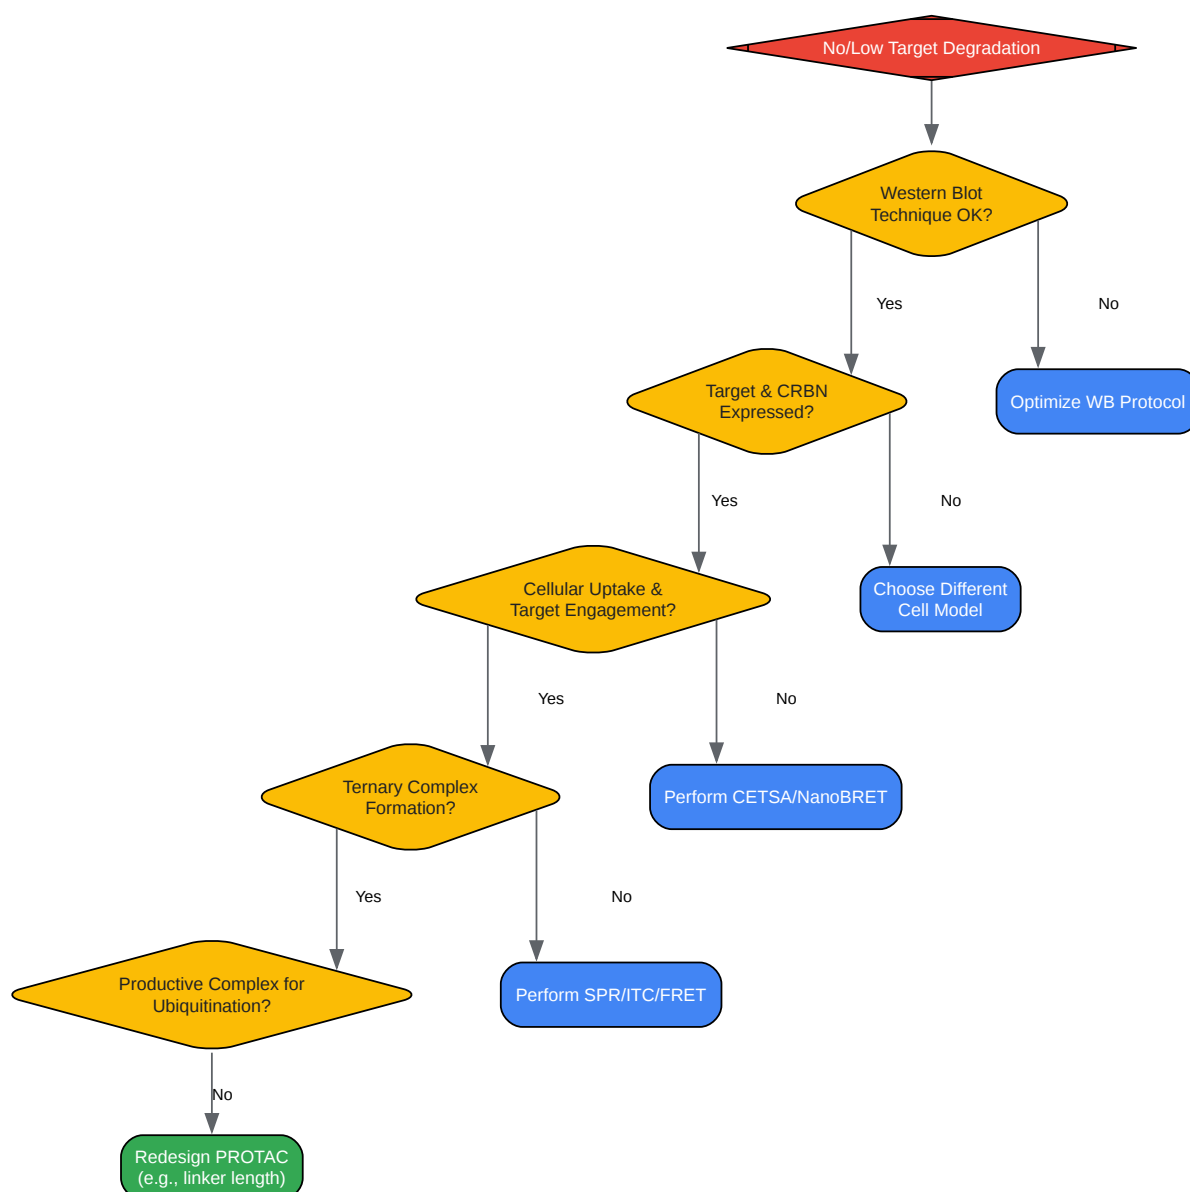 No/Low Target Degradation
Western Blot
Technique OK?
Yes
No
Target & CRBN
Expressed?
Optimize WB Protocol
Yes
No
Cellular Uptake &
Target Engagement?
Choose Different
Cell Model
Yes
No
Ternary Complex
Formation?
Perform CETSA/NanoBRET
Yes
No
Productive Complex for
Ubiquitination?
Perform SPR/ITC/FRET
No
Redesign PROTAC
(e.g., linker length)